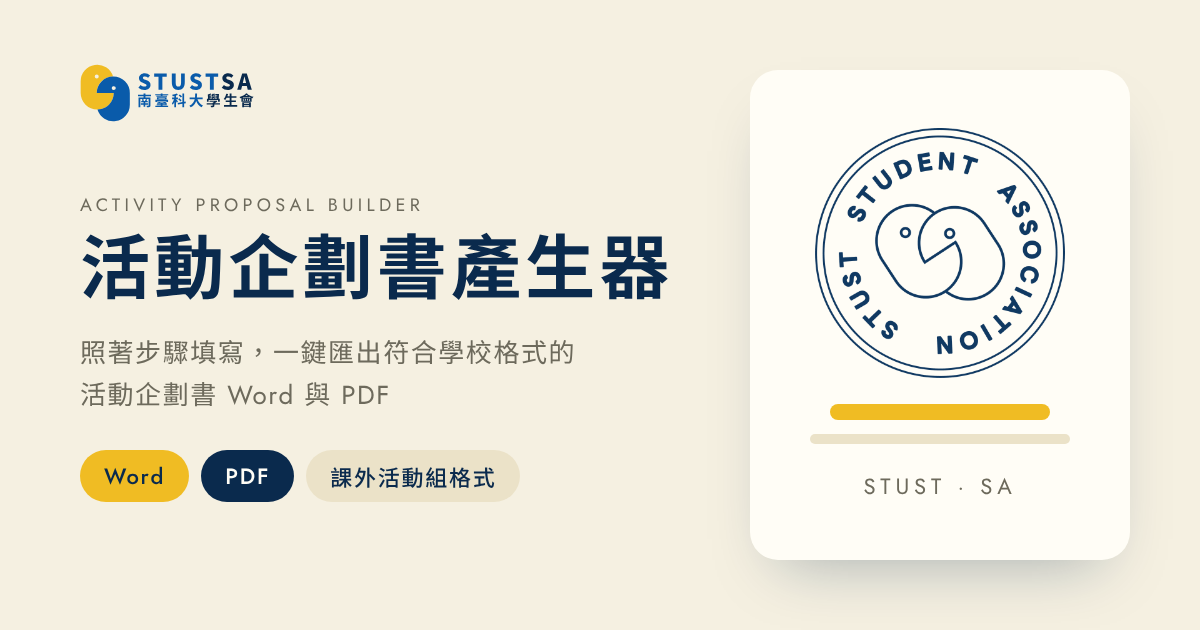 STUSTSA
南臺科大學生會
ACTIVITY PROPOSAL BUILDER
活動企劃書產生器
照著步驟填寫，一鍵匯出符合學校格式的
活動企劃書 Word 與 PDF
Word
PDF
課外活動組格式
STUST STUDENT ASSOCIATION
STUST · SA